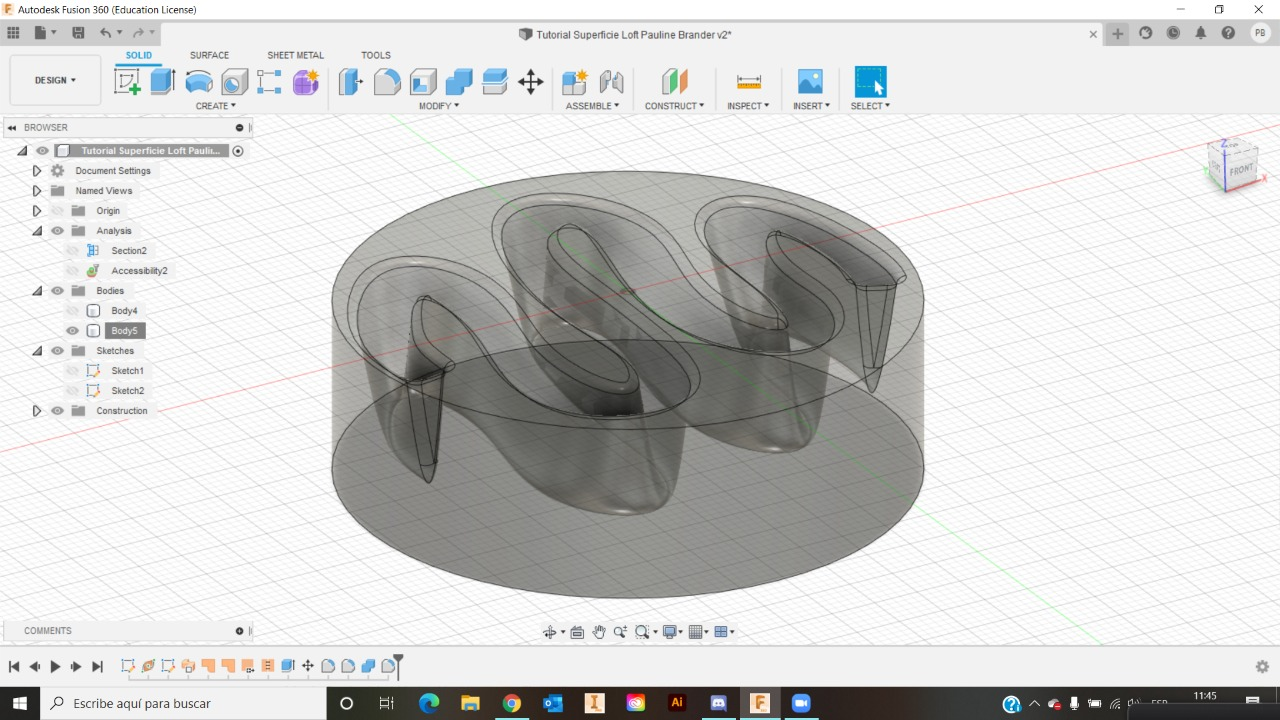 Autodesk Fusion 360 (Education License)
Tutorial Superficie Loft Pauline Brander v2*
PB
SOLID SURFACE SHEET METAL TOOLS
DESIGN
CREATE MODIFY ASSEMBLE CONSTRUCT INSPECT INSERT SELECT
BROWSER
Tutorial Superficie Loft Paulin...
Document Settings
Named Views
Origin
Analysis
Section2
Accessibility2
Bodies
Body4
Body5
Sketches
Sketch1
Sketch2
Construction
Z
FRONT
X
COMMENTS
Escribe aquí para buscar
Ai
11:45